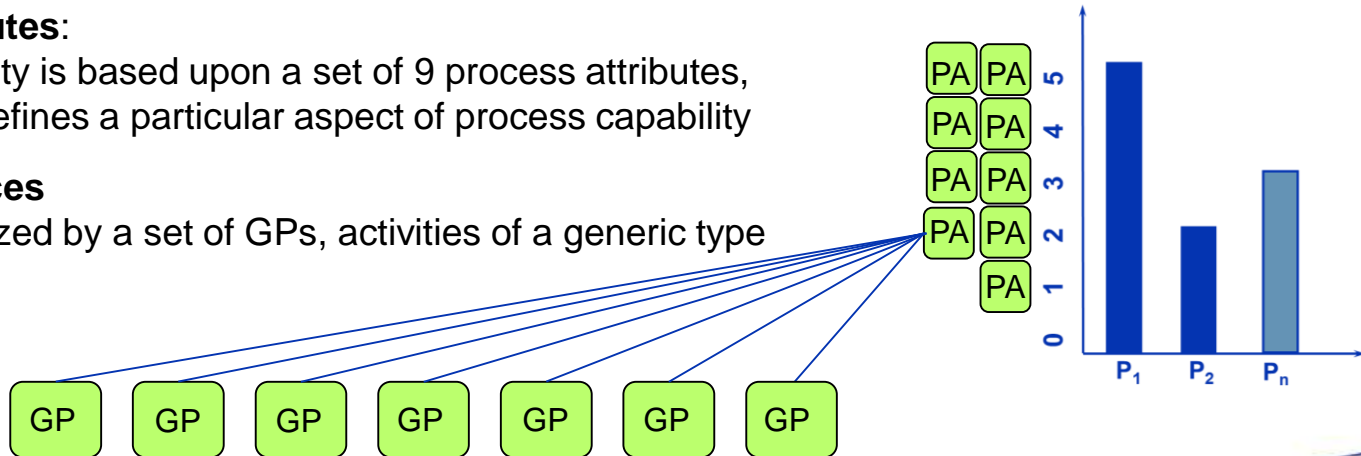 utes:
ty is based upon a set of 9 process attributes,
efines a particular aspect of process capability
ces
zed by a set of GPs, activities of a generic type
PA PA 5
PA PA 4
PA PA 3
PA PA 2
PA 1
0
P₁ P₂ Pₙ
GP GP GP GP GP GP GP